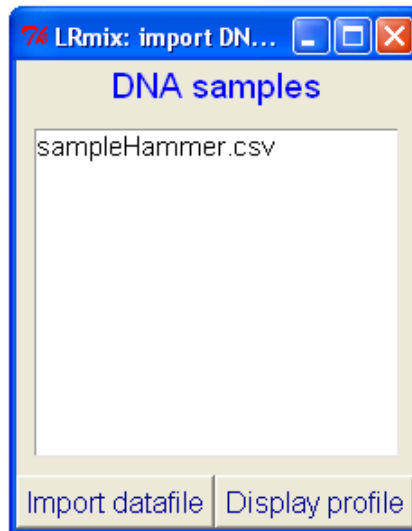 LRmix: import DN...
DNA samples
sampleHammer.csv
Import datafile Display profile